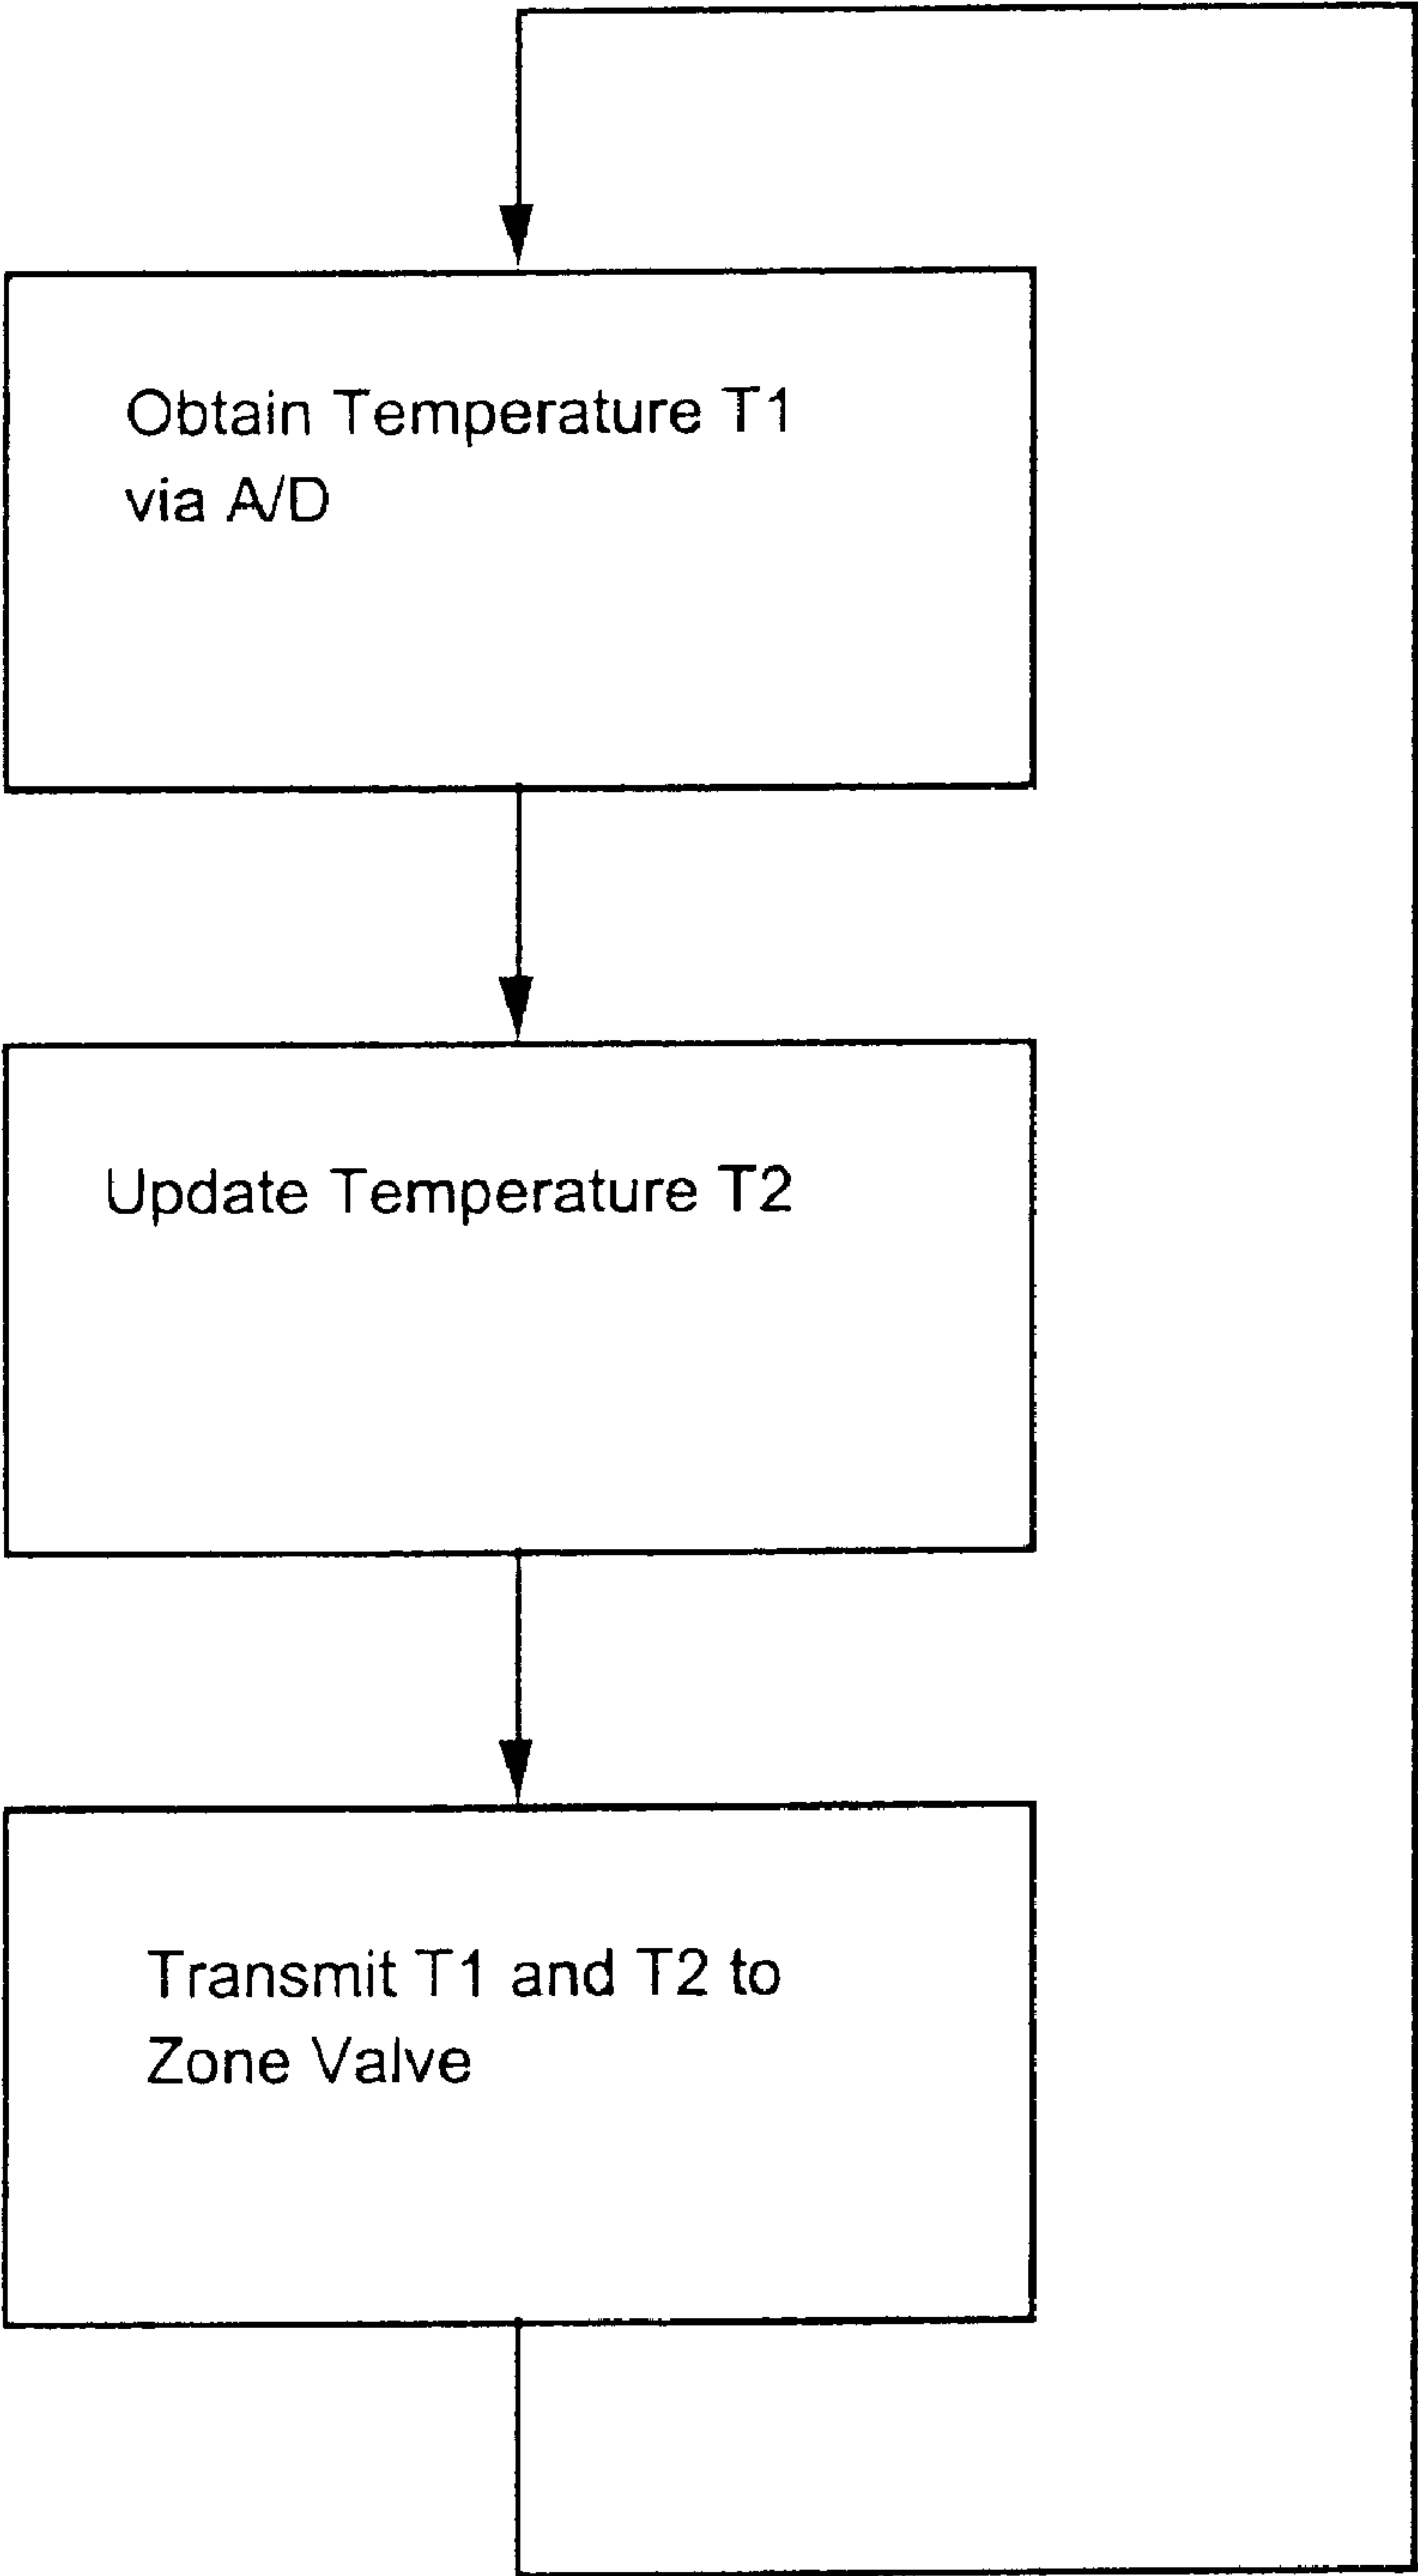 Obtain Temperature T1
via A/D
Update Temperature T2
Transmit T1 and T2 to
Zone Valve